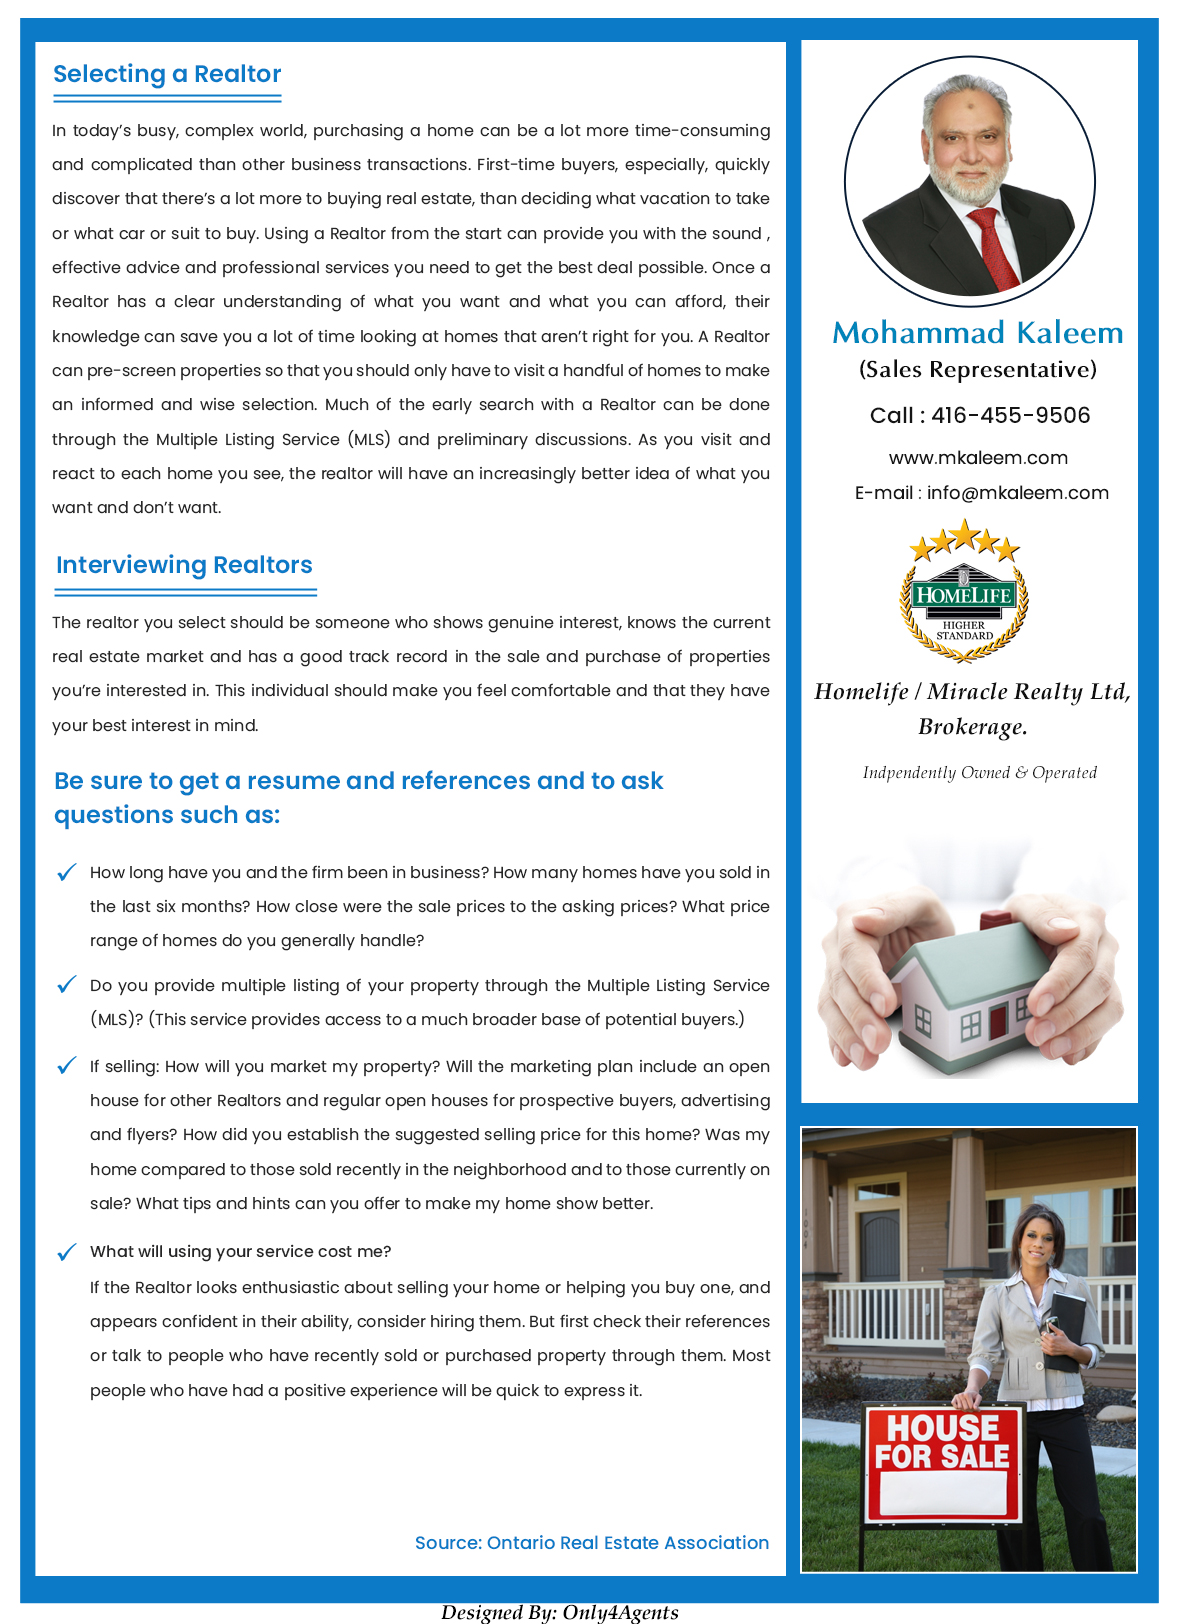 Selecting a Realtor
In today's busy, complex world, purchasing a home can be a lot more time-consuming
and complicated than other business transactions. First-time buyers, especially, quickly
discover that there's a lot more to buying real estate, than deciding what vacation to take
or what car or suit to buy. Using a Realtor from the start can provide you with the sound ,
effective advice and professional services you need to get the best deal possible. Once a
Realtor has a clear understanding of what you want and what you can afford, their
knowledge can save you a lot of time looking at homes that aren't right for you. A Realtor
can pre-screen properties so that you should only have to visit a handful of homes to make
an informed and wise selection. Much of the early search with a Realtor can be done
through the Multiple Listing Service (MLS) and preliminary discussions. As you visit and
react to each home you see, the realtor will have an increasingly better idea of what you
want and don't want.
Interviewing Realtors
The realtor you select should be someone who shows genuine interest, knows the current
real estate market and has a good track record in the sale and purchase of properties
you're interested in. This individual should make you feel comfortable and that they have
your best interest in mind.
Be sure to get a resume and references and to ask
questions such as:
How long have you and the firm been in business? How many homes have you sold in
the last six months? How close were the sale prices to the asking prices? What price
range of homes do you generally handle?
Do you provide multiple listing of your property through the Multiple Listing Service
(MLS)? (This service provides access to a much broader base of potential buyers.)
If selling: How will you market my property? Will the marketing plan include an open
house for other Realtors and regular open houses for prospective buyers, advertising
and flyers? How did you establish the suggested selling price for this home? Was my
home compared to those sold recently in the neighborhood and to those currently on
sale? What tips and hints can you offer to make my home show better.
What will using your service cost me?
If the Realtor looks enthusiastic about selling your home or helping you buy one, and
appears confident in their ability, consider hiring them. But first check their references
or talk to people who have recently sold or purchased property through them. Most
people who have had a positive experience will be quick to express it.
Source: Ontario Real Estate Association
Mohammad Kaleem
(Sales Representative)
Call : 416-455-9506
www.mkaleem.com
E-mail : info@mkaleem.com
HOMELIFE
HIGHER
STANDARD
Homelife / Miracle Realty Ltd,
Brokerage.
Indpendently Owned & Operated
1004
HOUSE
FOR SALE
Designed By: Only4Agents